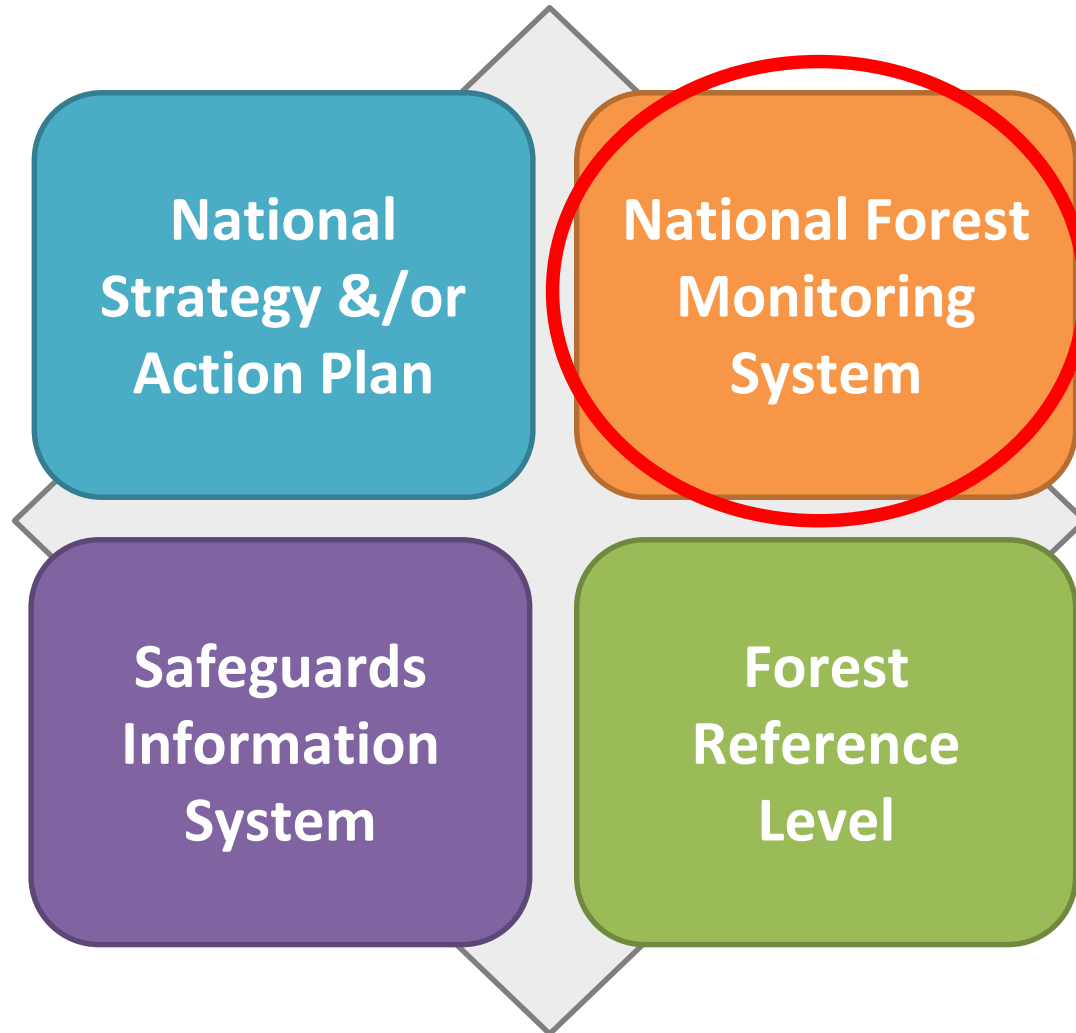 National
Strategy &/or
Action Plan
National Forest
Monitoring
System
Safeguards
Information
System
Forest
Reference
Level